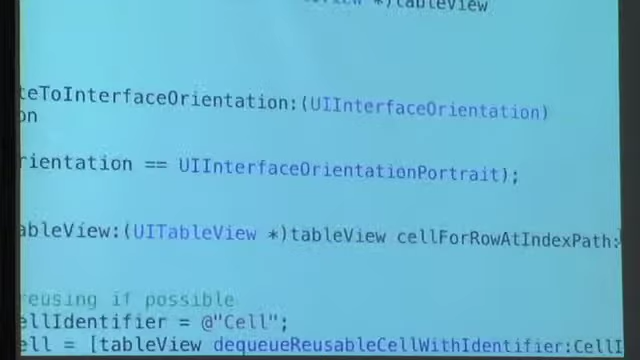 *)tableView
teToInterfaceOrientation:(UIInterfaceOrientation)
on
rientation == UIInterfaceOrientationPortrait);
ableView:(UITableView *)tableView cellForRowAtIndexPath:
reusing if possible
ellIdentifier = @"Cell";
ell = [tableView dequeueReusableCellWithIdentifier:CellI